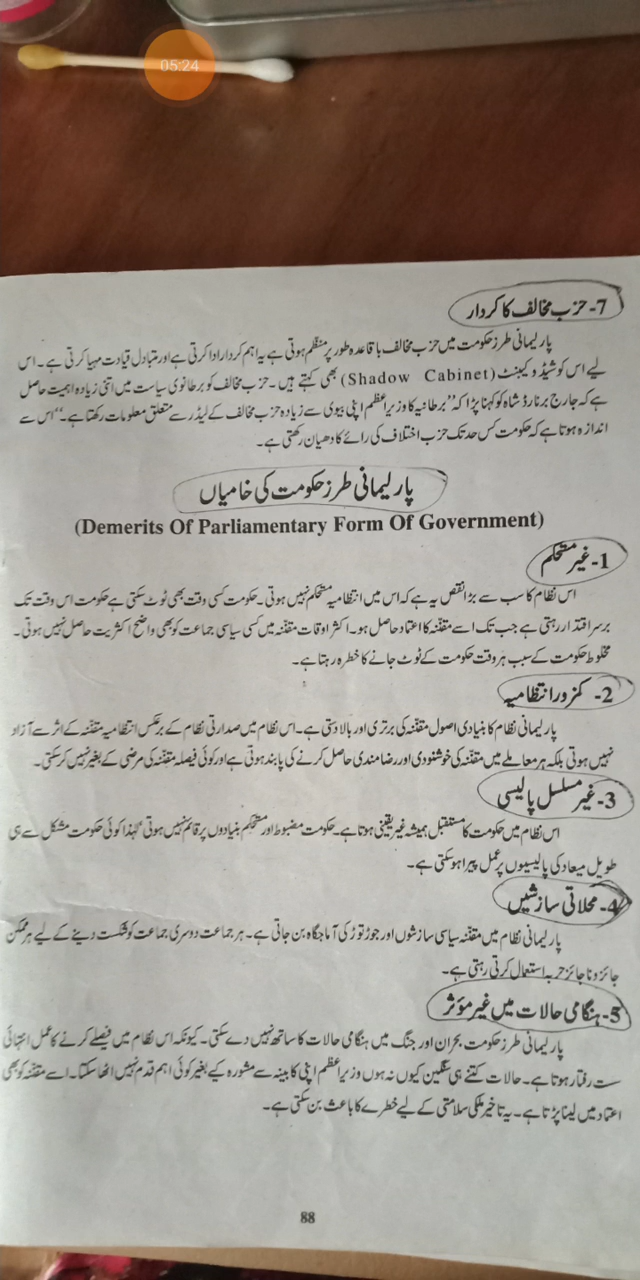 05:24
7- حزب مخالف کا کردار
پارلیمانی طرز حکومت میں حزب مخالف با قاعدہ طور پر منظم ہوتی ہے یہ اہم کردار ادا کرتی ہے اور متبادل قیادت مہیا کرتی ہے۔ اس
لیے اس کو شیڈو کیبنٹ (Shadow Cabinet) بھی کہتے ہیں۔ حزب مخالف کو برطانوی سیاست میں اتنی زیادہ اہمیت حاصل
ہے کہ جارج برنارڈ شاہ کو کہنا پڑا کہ ”برطانیہ کا وزیراعظم اپنی بیوی سے زیادہ حزب مخالف کے لیڈر سے متعلق معلومات رکھتا ہے۔“ اس سے
اندازہ ہوتا ہے کہ حکومت کس حد تک حزب اختلاف کی رائے کا دھیان رکھتی ہے۔
پارلیمانی طرز حکومت کی خامیاں
(Demerits Of Parliamentary Form Of Government)
1- غیر مستحکم
اس نظام کا سب سے بڑا نقص یہ ہے کہ اس میں انتظامیہ مستحکم نہیں ہوتی۔ حکومت کسی وقت بھی ٹوٹ سکتی ہے حکومت اس وقت تک
برسراقتدار رہتی ہے جب تک اسے مقننہ کا اعتماد حاصل ہو۔ اکثر اوقات مقننہ میں کسی سیاسی جماعت کو بھی واضح اکثریت حاصل نہیں ہوتی۔
مخلوط حکومت کے سبب ہر وقت حکومت کے ٹوٹ جانے کا خطرہ رہتا ہے۔
2- کمزور انتظامیہ
پارلیمانی نظام کا بنیادی اصول مقننہ کی برتری اور بالادستی ہے۔ اس نظام میں صدارتی نظام کے برعکس انتظامیہ مقننہ کے اثر سے آزاد
نہیں ہوتی بلکہ ہر معاملے میں مقننہ کی خوشنودی اور رضامندی حاصل کرنے کی پابند ہوتی ہے اور کوئی فیصلہ مقننہ کی مرضی کے بغیر نہیں کر سکتی۔
3- غیر مسلسل پالیسی
اس نظام میں حکومت کا مستقبل ہمیشہ غیر یقینی ہوتا ہے۔ حکومت مضبوط اور مستحکم بنیادوں پر قائم نہیں ہوتی لہٰذا کوئی حکومت مشکل سے ہی
طویل میعاد کی پالیسیوں پر عمل پیرا ہو سکتی ہے۔
4- محلاتی سازشیں
پارلیمانی نظام میں مقننہ سیاسی سازشوں اور جوڑ توڑ کی آماجگاہ بن جاتی ہے۔ ہر جماعت دوسری جماعت کو شکست دینے کے لیے ہر ممکن
جائز و ناجائز حربہ استعمال کرتی رہتی ہے۔
5- ہنگامی حالات میں غیر مؤثر
پارلیمانی طرز حکومت بحران اور جنگ میں ہنگامی حالات کا ساتھ نہیں دے سکتی۔ کیونکہ اس نظام میں فیصلے کرنے کا عمل انتہائی
ست رفتار ہوتا ہے۔ حالات کتنے ہی سنگین کیوں نہ ہوں وزیراعظم اپنی کابینہ سے مشورہ کیے بغیر کوئی اہم قدم نہیں اٹھا سکتا۔ اسے مقننہ کو بھی
اعتماد میں لینا پڑتا ہے۔ یہ تاخیر ملکی سلامتی کے لیے خطرے کا باعث بن سکتی ہے۔
88